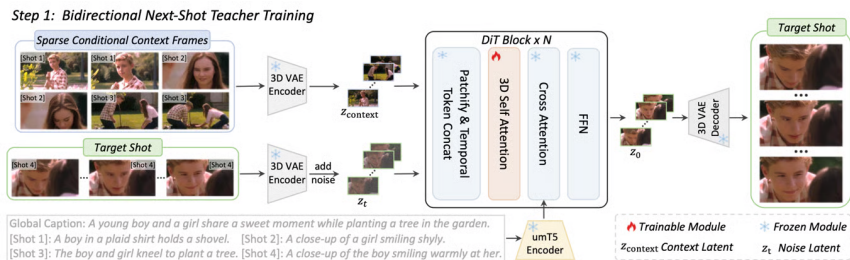 Step 1: Bidirectional Next-Shot Teacher Training
Sparse Conditional Context Frames
[Shot 1] [Shot 1] [Shot 2]
[Shot 2] [Shot 3] [Shot 3]
3D VAE
Encoder
z_context
Target Shot
[Shot 4] [Shot 4] [Shot 4]
3D VAE
Encoder
add
noise
z_t
DiT Block x N
Patchify & Temporal
Token Concat
3D Self Attention
Cross Attention
FFN
umT5
Encoder
z_0
3D VAE
Decoder
Target Shot
Global Caption: A young boy and a girl share a sweet moment while planting a tree in the garden.
[Shot 1]: A boy in a plaid shirt holds a shovel. [Shot 2]: A close-up of a girl smiling shyly.
[Shot 3]: The boy and girl kneel to plant a tree. [Shot 4]: A close-up of the boy smiling warmly at her.
Trainable Module Frozen Module
z_context Context Latent z_t Noise Latent